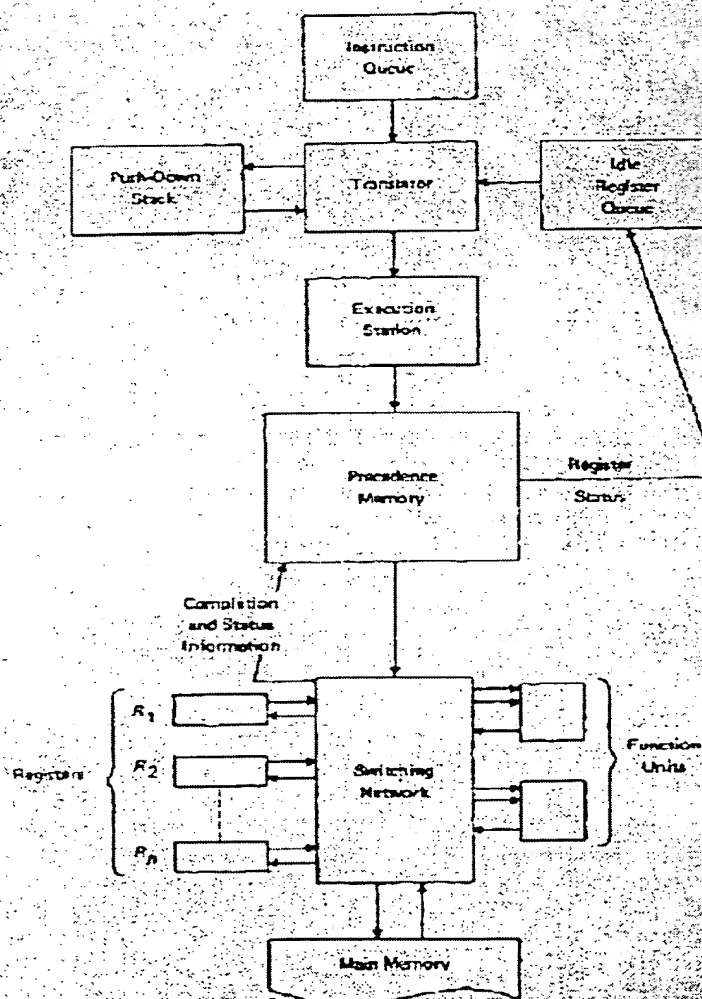 Instruction
Queue
Push-Down
Stack
Translator
Idle
Register
Queue
Execution
Station
Precedence
Memory
Register
Status
Completion
and Status
Information
Registers
R1
R2
Rn
Switching
Network
Function
Units
Main Memory